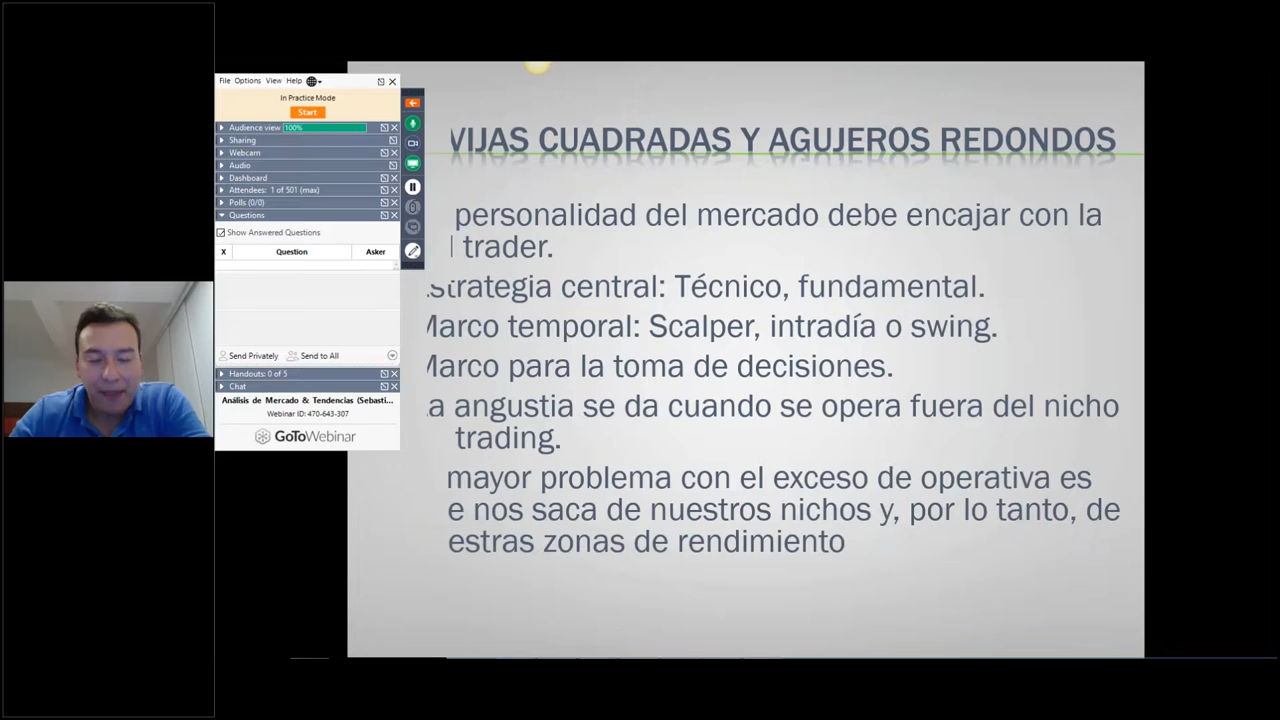 File Options View Help
In Practice Mode
Start
Audience view 100%
Sharing
Webcam
Audio
Dashboard
Attendees: 1 of 501 (max)
Polls (0/0)
Questions
Show Answered Questions
X Question Asker
Send Privately Send to All
Handouts: 0 of 5
Chat
Análisis de Mercado & Tendencias (Sebasti...
Webinar ID: 470-643-307
GoToWebinar
VIJAS CUADRADAS Y AGUJEROS REDONDOS
personalidad del mercado debe encajar con la
l trader.
strategia central: Técnico, fundamental.
Marco temporal: Scalper, intradía o swing.
Marco para la toma de decisiones.
a angustia se da cuando se opera fuera del nicho
trading.
mayor problema con el exceso de operativa es
e nos saca de nuestros nichos y, por lo tanto, de
estras zonas de rendimiento